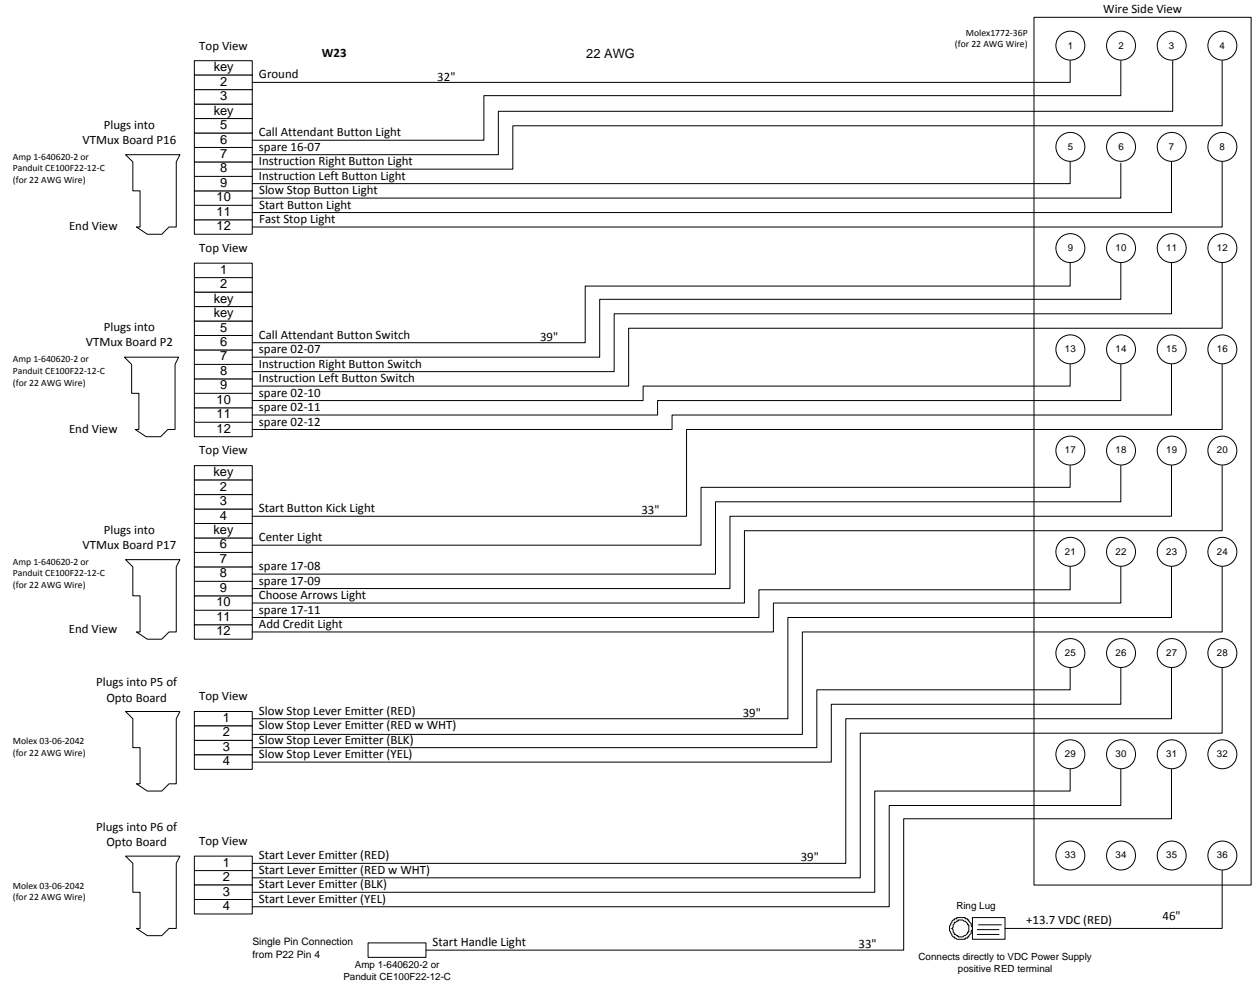 Wire Side View
Molex1772-36P
(for 22 AWG Wire)
1
2
3
4
5
6
7
8
9
10
11
12
13
14
15
16
17
18
19
20
21
22
23
24
25
26
27
28
29
30
31
32
33
34
35
36
W23
22 AWG
Top View
key
2
3
key
5
6
7
8
9
10
11
12
Ground
32"
Call Attendant Button Light
spare 16-07
Instruction Right Button Light
Instruction Left Button Light
Slow Stop Button Light
Start Button Light
Fast Stop Light
Plugs into
VTMux Board P16
Amp 1-640620-2 or
Panduit CE100F22-12-C
(for 22 AWG Wire)
End View
Top View
1
2
key
key
5
6
7
8
9
10
11
12
Call Attendant Button Switch
39"
spare 02-07
Instruction Right Button Switch
Instruction Left Button Switch
spare 02-10
spare 02-11
spare 02-12
Plugs into
VTMux Board P2
Amp 1-640620-2 or
Panduit CE100F22-12-C
(for 22 AWG Wire)
End View
Top View
key
2
3
4
key
6
7
8
9
10
11
12
Start Button Kick Light
33"
Center Light
spare 17-08
spare 17-09
Choose Arrows Light
spare 17-11
Add Credit Light
Plugs into
VTMux Board P17
Amp 1-640620-2 or
Panduit CE100F22-12-C
(for 22 AWG Wire)
End View
Plugs into P5 of
Opto Board
Top View
1
2
3
4
Slow Stop Lever Emitter (RED)
39"
Slow Stop Lever Emitter (RED w WHT)
Slow Stop Lever Emitter (BLK)
Slow Stop Lever Emitter (YEL)
Molex 03-06-2042
(for 22 AWG Wire)
Plugs into P6 of
Opto Board
Top View
1
2
3
4
Start Lever Emitter (RED)
39"
Start Lever Emitter (RED w WHT)
Start Lever Emitter (BLK)
Start Lever Emitter (YEL)
Molex 03-06-2042
(for 22 AWG Wire)
Single Pin Connection
from P22 Pin 4
Start Handle Light
33"
Amp 1-640620-2 or
Panduit CE100F22-12-C
Ring Lug
+13.7 VDC (RED)
46"
Connects directly to VDC Power Supply
positive RED terminal